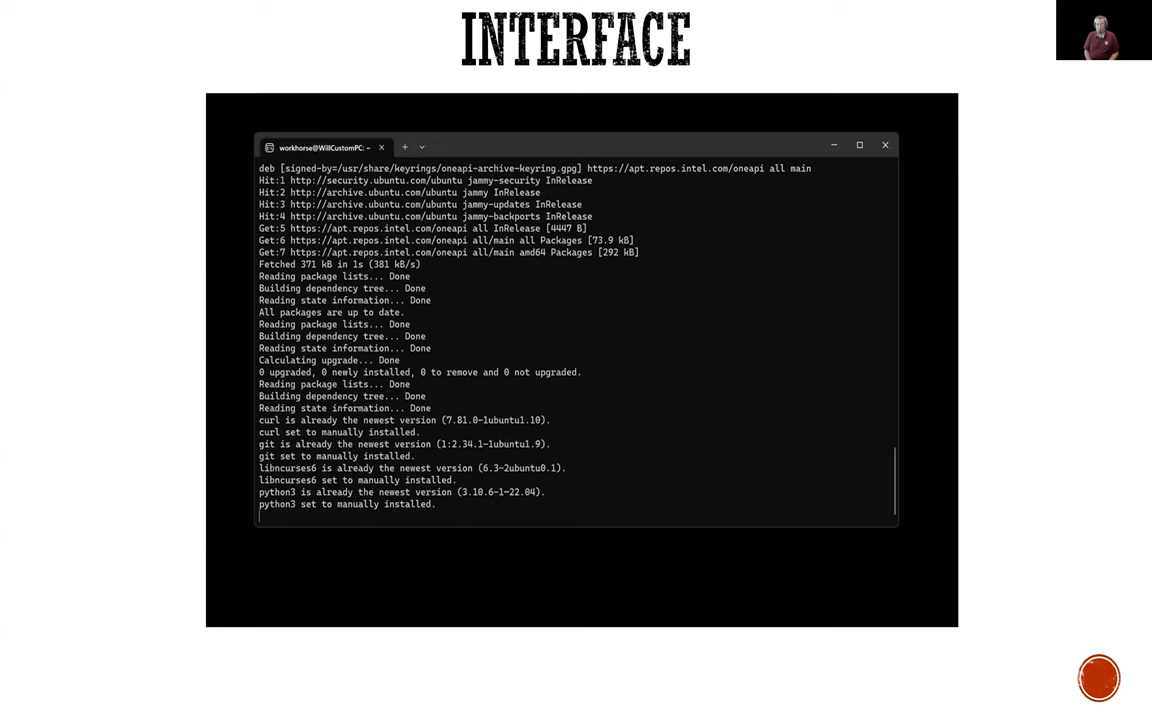 INTERFACE
workhorse@WillCustomPC: ~
deb [signed-by=/usr/share/keyrings/oneapi-archive-keyring.gpg] https://apt.repos.intel.com/oneapi all main
Hit:1 http://security.ubuntu.com/ubuntu jammy-security InRelease
Hit:2 http://archive.ubuntu.com/ubuntu jammy InRelease
Hit:3 http://archive.ubuntu.com/ubuntu jammy-updates InRelease
Hit:4 http://archive.ubuntu.com/ubuntu jammy-backports InRelease
Get:5 https://apt.repos.intel.com/oneapi all InRelease [4447 B]
Get:6 https://apt.repos.intel.com/oneapi all/main all Packages [73.9 kB]
Get:7 https://apt.repos.intel.com/oneapi all/main amd64 Packages [292 kB]
Fetched 371 kB in 1s (381 kB/s)
Reading package lists... Done
Building dependency tree... Done
Reading state information... Done
All packages are up to date.
Reading package lists... Done
Building dependency tree... Done
Reading state information... Done
Calculating upgrade... Done
0 upgraded, 0 newly installed, 0 to remove and 0 not upgraded.
Reading package lists... Done
Building dependency tree... Done
Reading state information... Done
curl is already the newest version (7.81.0-1ubuntu1.10).
curl set to manually installed.
git is already the newest version (1:2.34.1-1ubuntu1.9).
git set to manually installed.
libncurses6 is already the newest version (6.3-2ubuntu0.1).
libncurses6 set to manually installed.
python3 is already the newest version (3.10.6-1~22.04).
python3 set to manually installed.